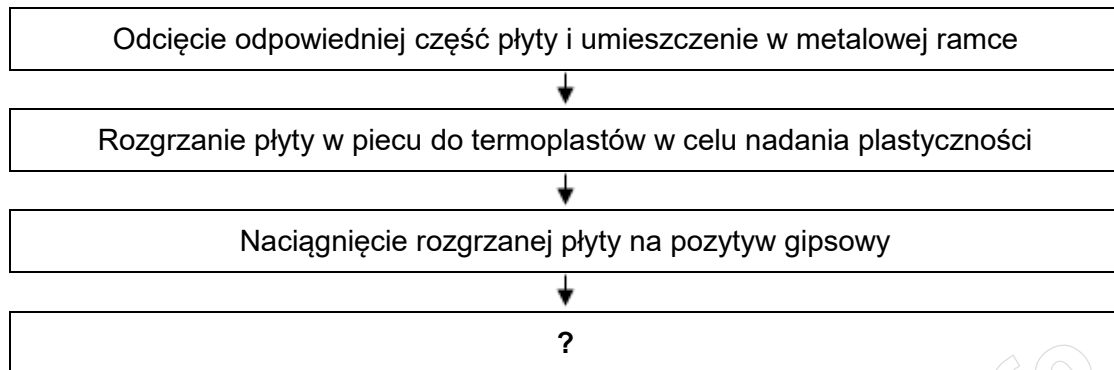 Odcięcie odpowiedniej część płyty i umieszczenie w metalowej ramce
Rozgrzanie płyty w piecu do termoplastów w celu nadania plastyczności
Naciągnięcie rozgrzanej płyty na pozytyw gipsowy
?